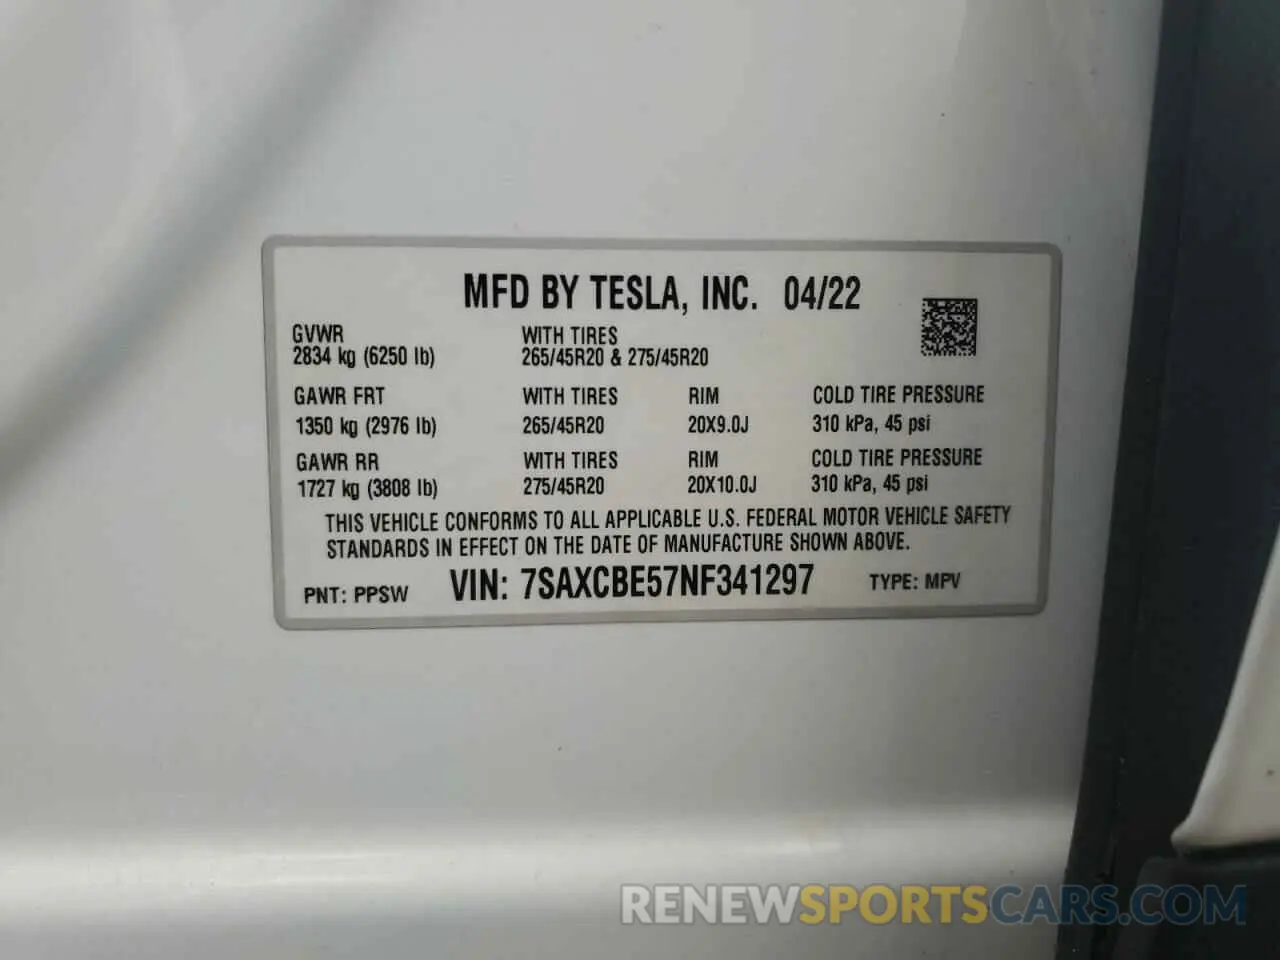 MFD BY TESLA, INC. 04/22
GVWR WITH TIRES
2834 kg (6250 lb) 265/45R20 & 275/45R20
GAWR FRT WITH TIRES RIM COLD TIRE PRESSURE
1350 kg (2976 lb) 265/45R20 20X9.0J 310 kPa, 45 psi
GAWR RR WITH TIRES RIM COLD TIRE PRESSURE
1727 kg (3808 lb) 275/45R20 20X10.0J 310 kPa, 45 psi
THIS VEHICLE CONFORMS TO ALL APPLICABLE U.S. FEDERAL MOTOR VEHICLE SAFETY
STANDARDS IN EFFECT ON THE DATE OF MANUFACTURE SHOWN ABOVE.
PNT: PPSW VIN: 7SAXCBE57NF341297 TYPE: MPV
RENEWSPORTSCARS.COM